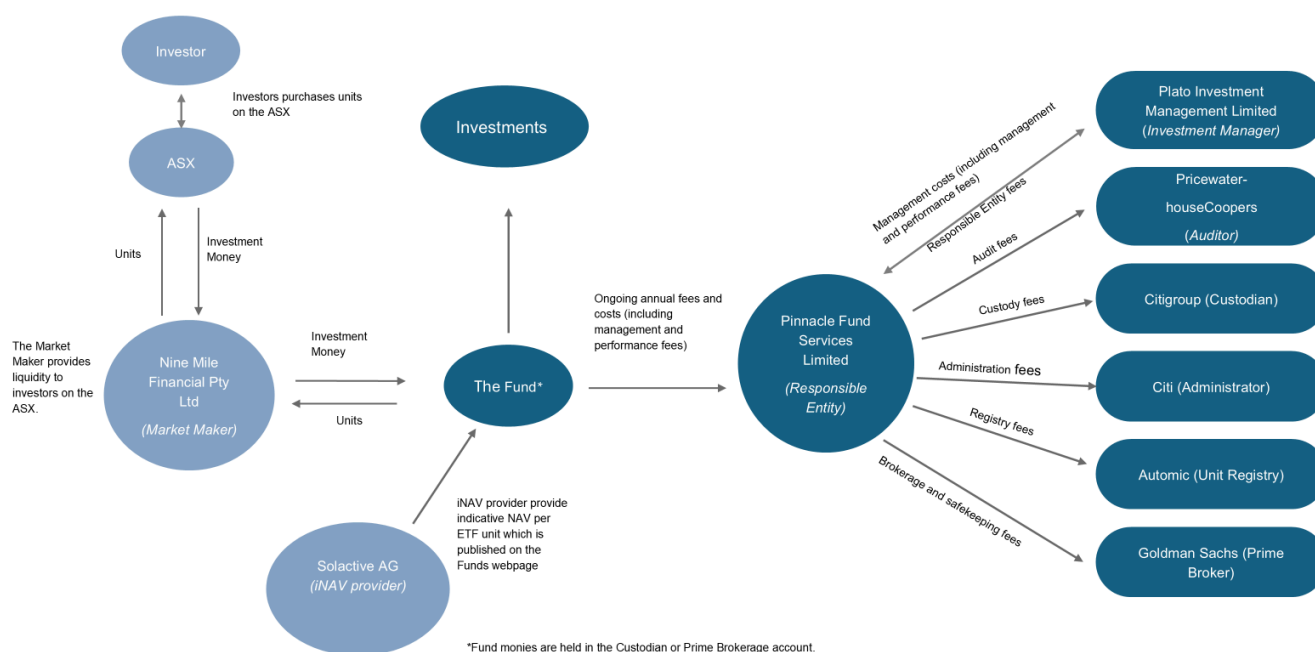 Investor
Investors purchases units
on the ASX
ASX
Units
Investment
Money
The Market
Maker provides
liquidity to
investors on the
ASX.
Nine Mile
Financial Pty
Ltd
(Market Maker)
Investment
Money
Units
Investments
The Fund*
Solactive AG
(iNAV provider)
iNAV provider provide
indicative NAV per
ETF unit which is
published on the
Funds webpage
Ongoing annual fees and
costs (including
management and
performance fees)
Pinnacle Fund
Services
Limited
(Responsible
Entity)
Management costs (including management
and performance fees)
Responsible Entity fees
Audit fees
Custody fees
Administration fees
Registry fees
Brokerage and safekeeping fees
Plato Investment
Management Limited
(Investment Manager)
Pricewater-
houseCoopers
(Auditor)
Citigroup (Custodian)
Citi (Administrator)
Automic (Unit Registry)
Goldman Sachs (Prime
Broker)
*Fund monies are held in the Custodian or Prime Brokerage account.